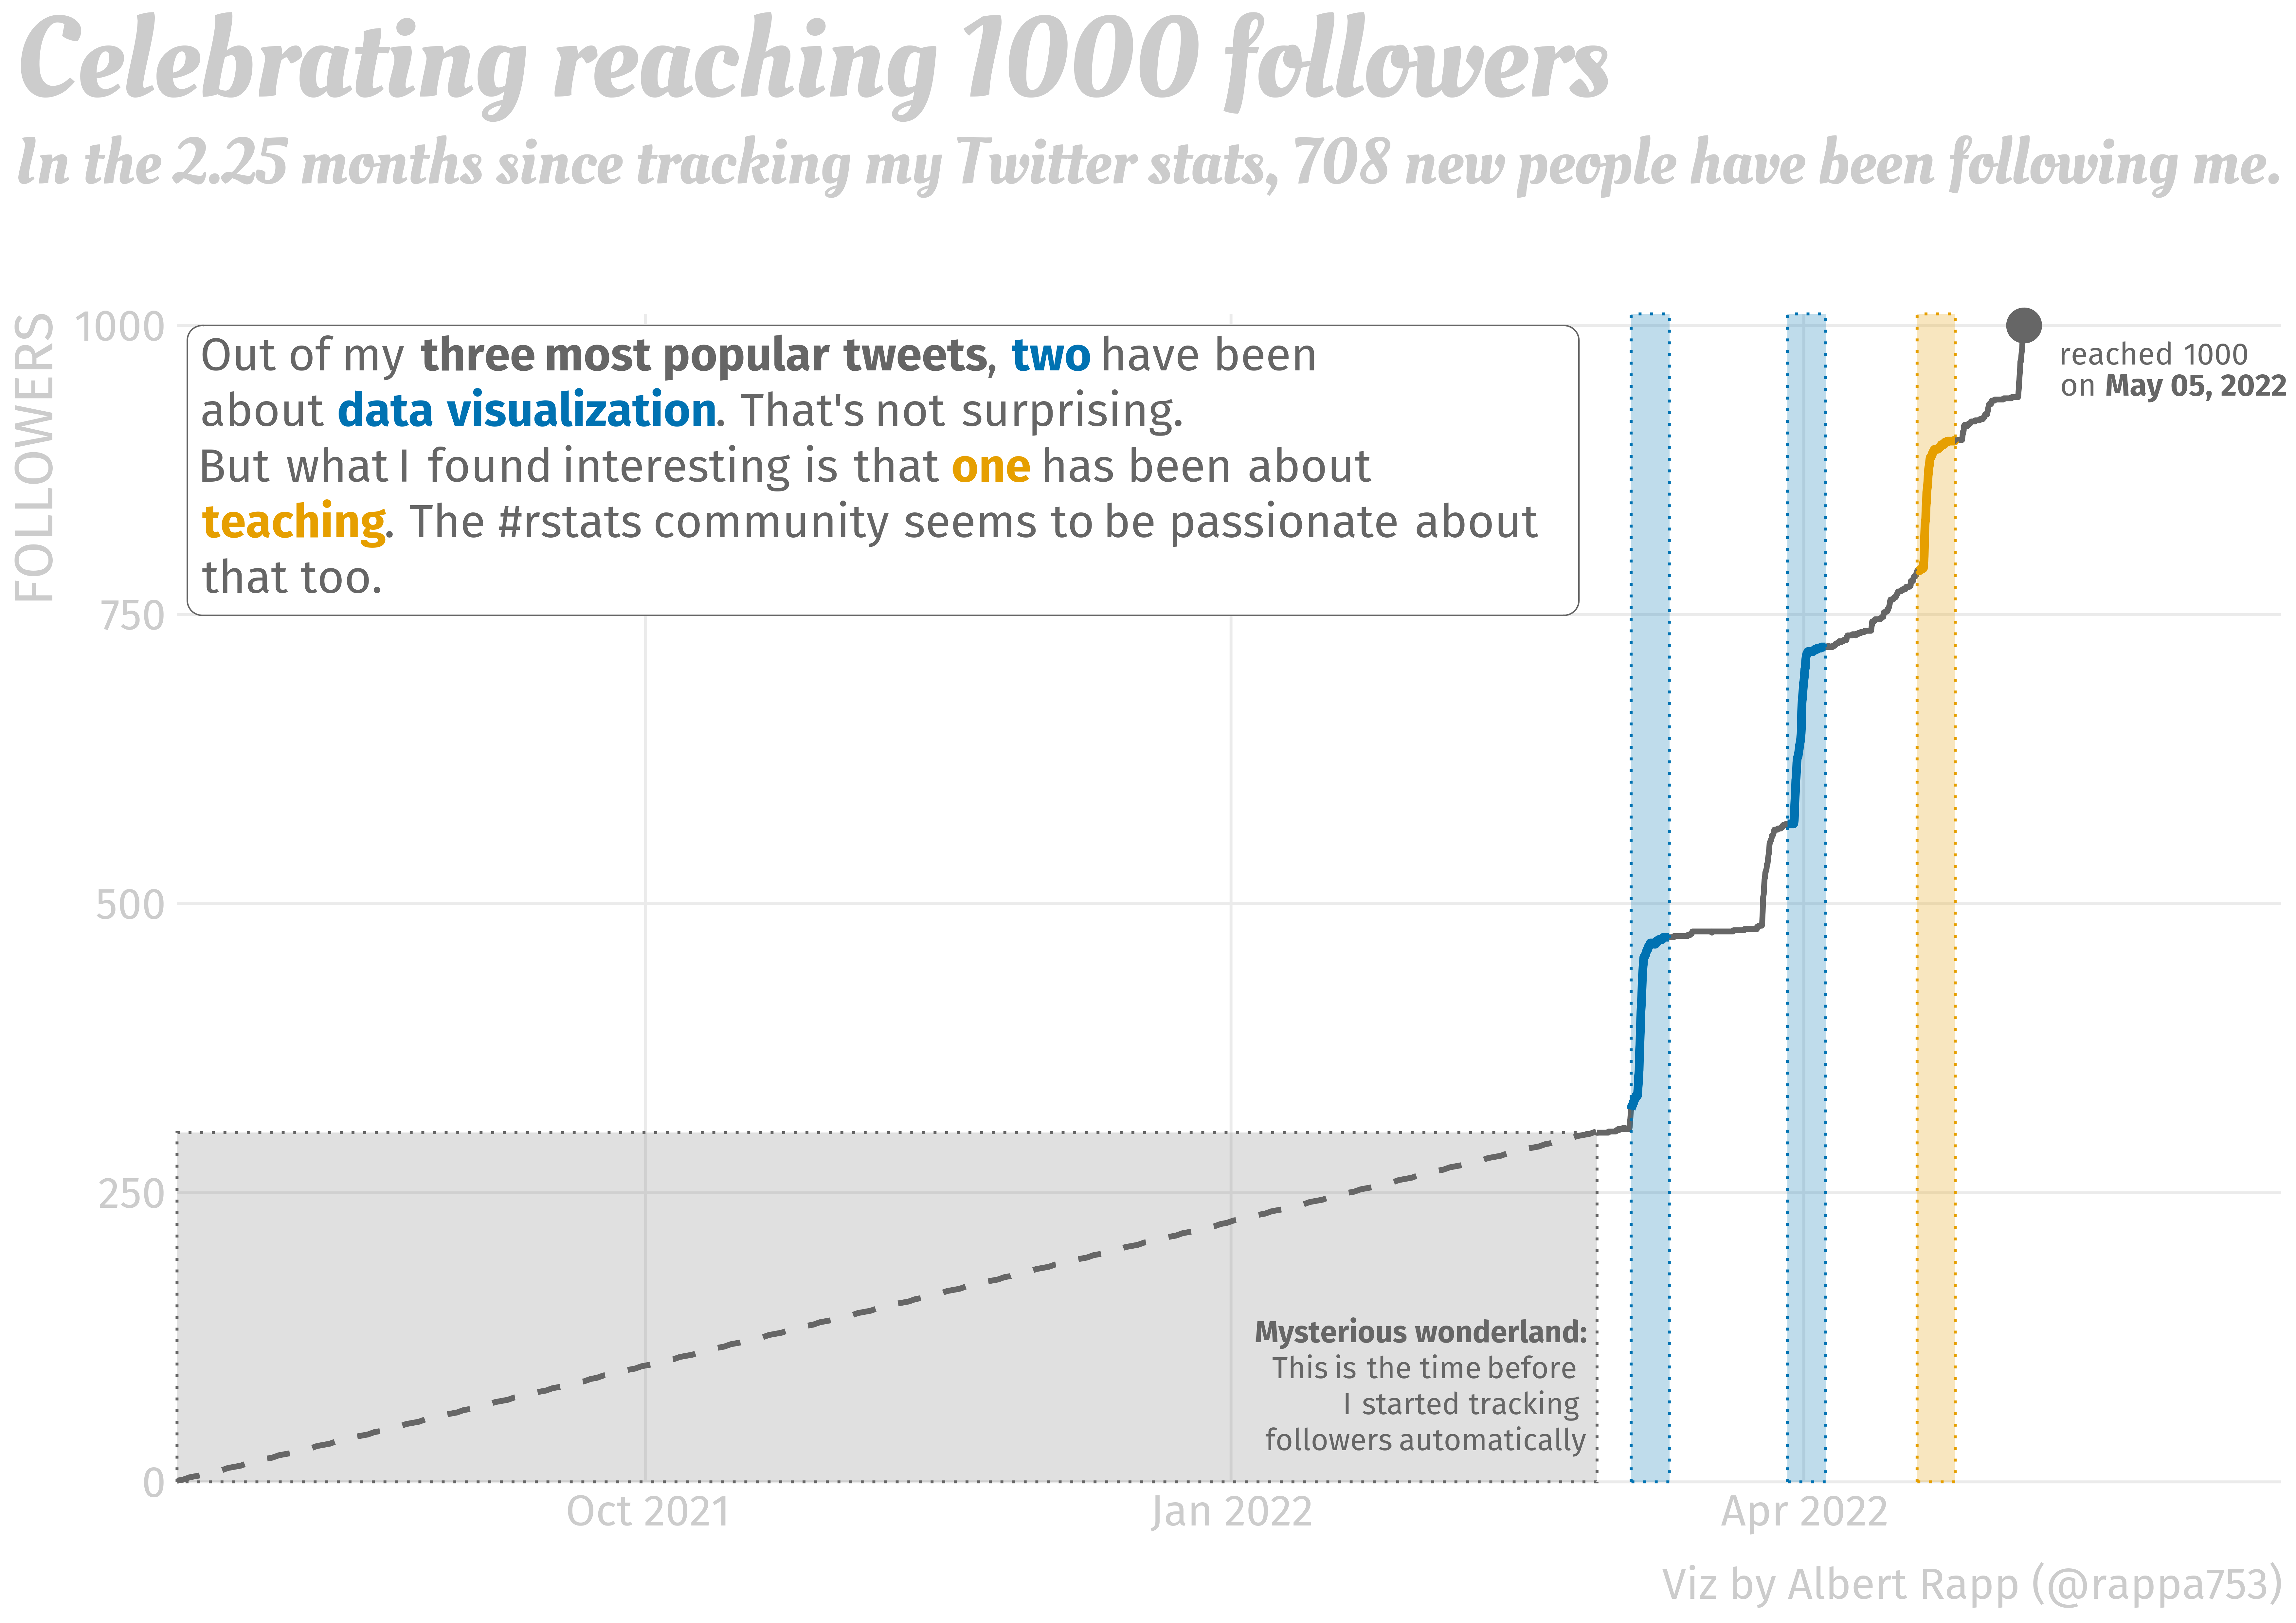 Celebrating reaching 1000 followers
In the 2.25 months since tracking my Twitter stats, 708 new people have been following me.
FOLLOWERS
1000
750
500
250
0
Out of my three most popular tweets, two have been
about data visualization. That's not surprising.
But what I found interesting is that one has been about
teaching. The #rstats community seems to be passionate about
that too.
reached 1000
on May 05, 2022
Mysterious wonderland:
This is the time before
I started tracking
followers automatically
Oct 2021
Jan 2022
Apr 2022
Viz by Albert Rapp (@rappa753)